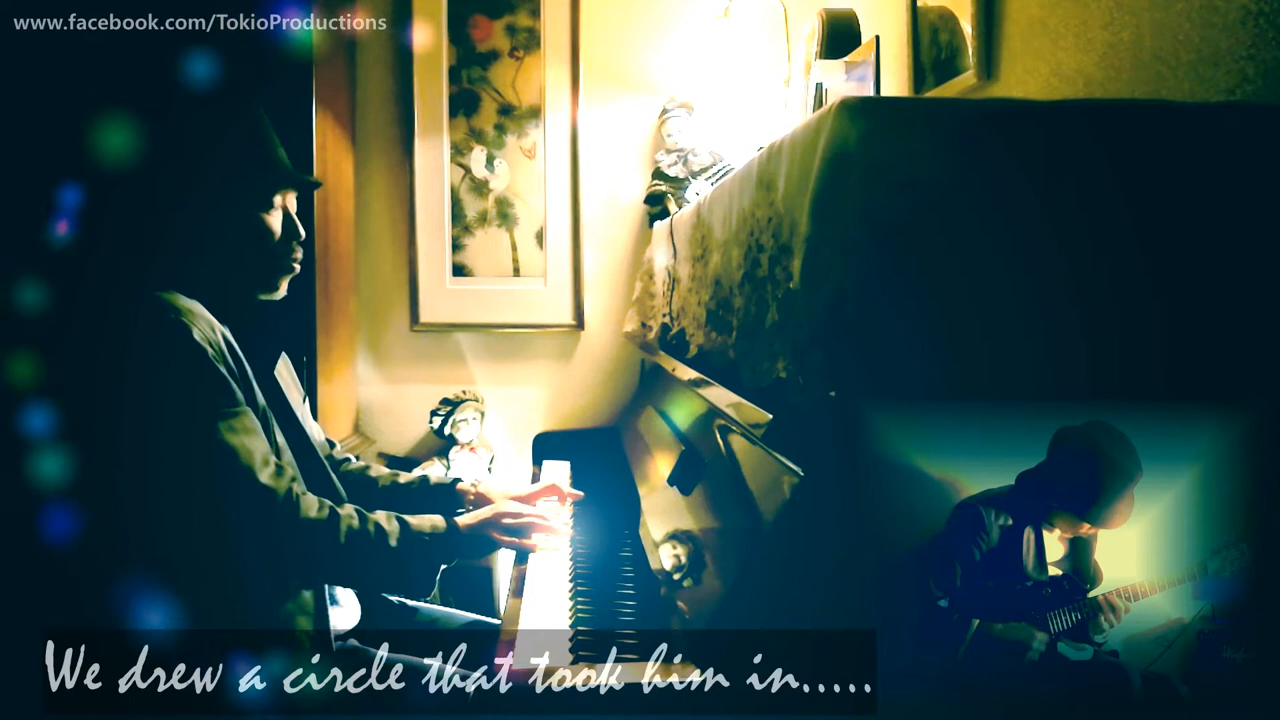 www.facebook.com/TokioProductions
We drew a circle that took him in.....